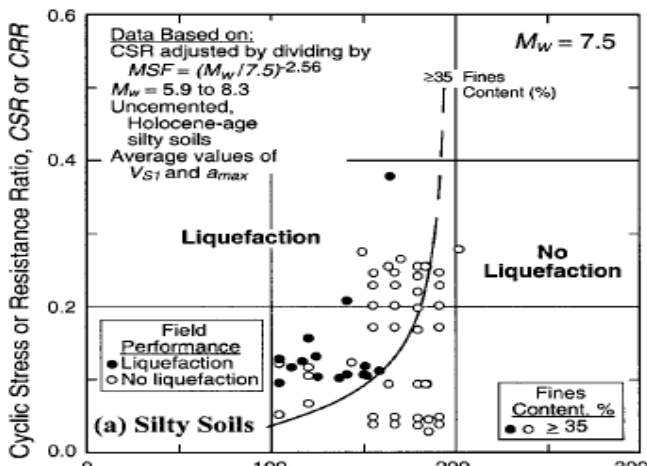 Cyclic Stress or Resistance Ratio, CSR or CRR
0.6
0.4
0.2
0.0
Data Based on:
CSR adjusted by dividing by
MSF = (Mw/7.5)-2.56
Mw = 5.9 to 8.3
Uncemented,
Holocene-age
silty soils
Average values of
VS1 and amax
Mw = 7.5
≥35 Fines
Content (%)
Liquefaction
No
Liquefaction
Field
Performance
● Liquefaction
○ No liquefaction
(a) Silty Soils
Fines
Content, %
● ○ ≥ 35
0
100
200
300